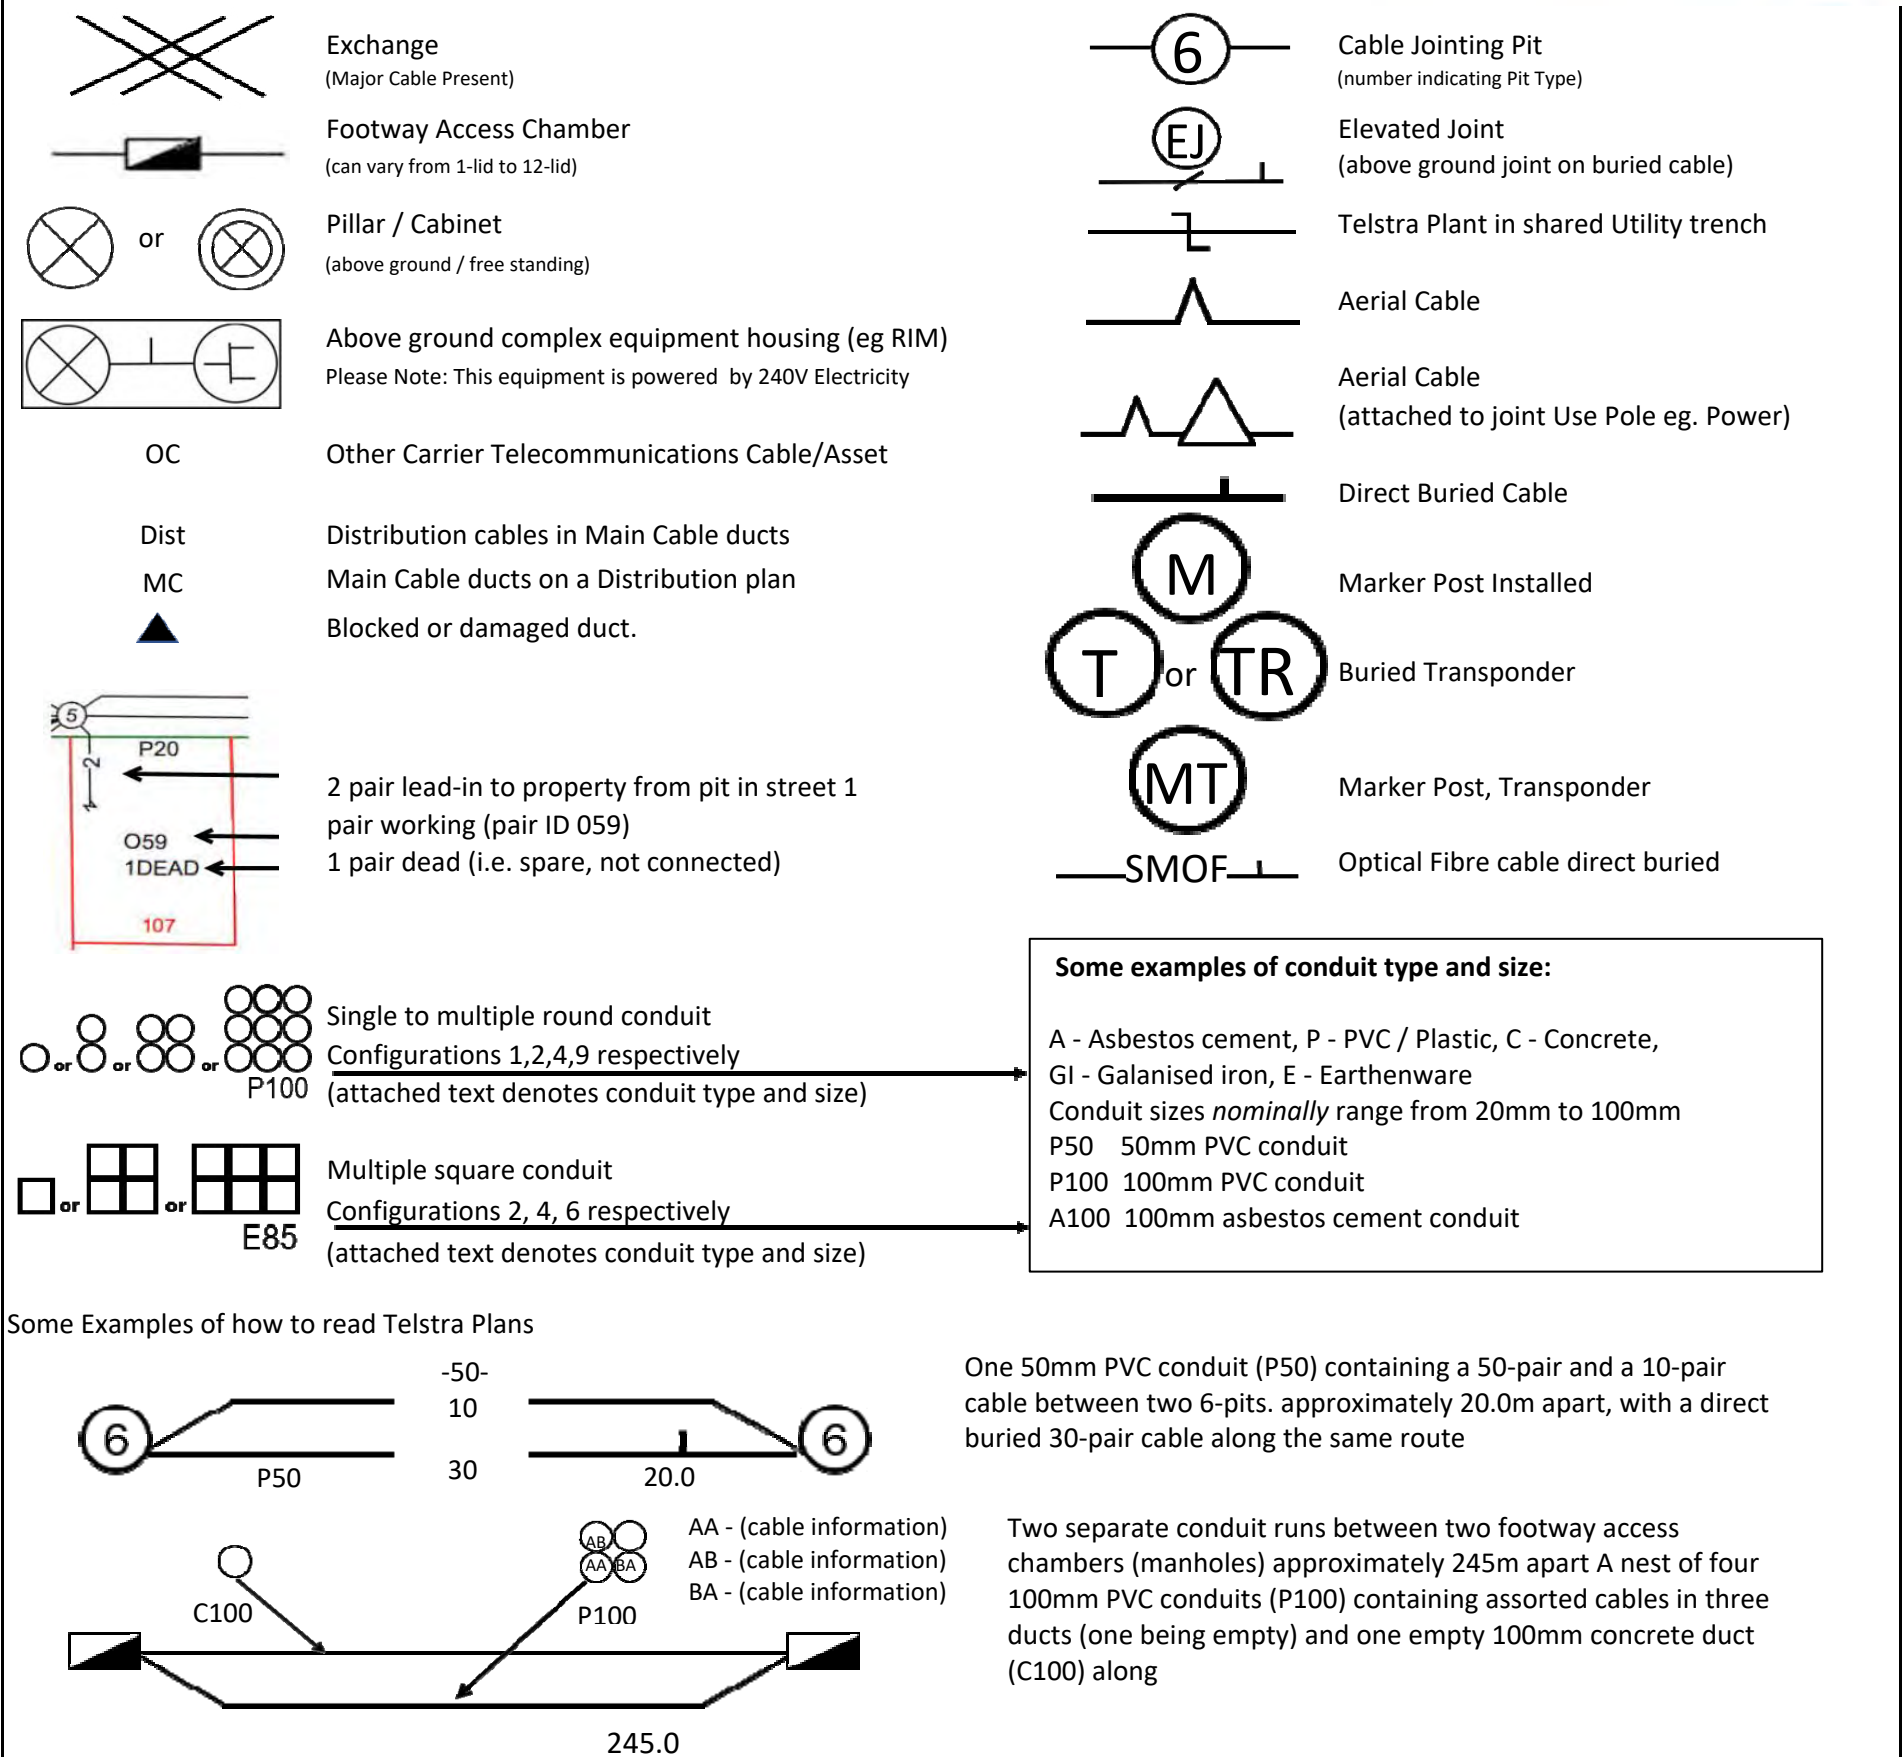 Exchange
(Major Cable Present)
Footway Access Chamber
(can vary from 1-lid to 12-lid)
or
Pillar / Cabinet
(above ground / free standing)
Above ground complex equipment housing (eg RIM)
Please Note: This equipment is powered by 240V Electricity
OC
Other Carrier Telecommunications Cable/Asset
Dist
Distribution cables in Main Cable ducts
MC
Main Cable ducts on a Distribution plan
Blocked or damaged duct.
5
P20
2
O59
1DEAD
107
2 pair lead-in to property from pit in street 1
pair working (pair ID 059)
1 pair dead (i.e. spare, not connected)
or or or
P100
Single to multiple round conduit
Configurations 1,2,4,9 respectively
(attached text denotes conduit type and size)
or or
E85
Multiple square conduit
Configurations 2, 4, 6 respectively
(attached text denotes conduit type and size)
6
Cable Jointing Pit
(number indicating Pit Type)
EJ
Elevated Joint
(above ground joint on buried cable)
Telstra Plant in shared Utility trench
Aerial Cable
Aerial Cable
(attached to joint Use Pole eg. Power)
Direct Buried Cable
M
Marker Post Installed
T or TR
Buried Transponder
MT
Marker Post, Transponder
SMOF
Optical Fibre cable direct buried
Some examples of conduit type and size:
A - Asbestos cement, P - PVC / Plastic, C - Concrete,
GI - Galanised iron, E - Earthenware
Conduit sizes nominally range from 20mm to 100mm
P50 50mm PVC conduit
P100 100mm PVC conduit
A100 100mm asbestos cement conduit
Some Examples of how to read Telstra Plans
-50-
10
6 6
P50 30 20.0
One 50mm PVC conduit (P50) containing a 50-pair and a 10-pair
cable between two 6-pits. approximately 20.0m apart, with a direct
buried 30-pair cable along the same route
AB
AA BA
C100
P100
AA - (cable information)
AB - (cable information)
BA - (cable information)
245.0
Two separate conduit runs between two footway access
chambers (manholes) approximately 245m apart A nest of four
100mm PVC conduits (P100) containing assorted cables in three
ducts (one being empty) and one empty 100mm concrete duct
(C100) along